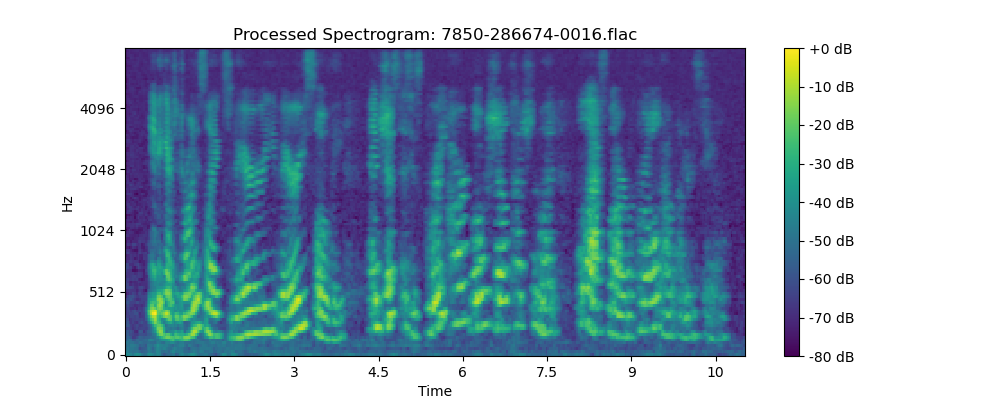 Processed Spectrogram: 7850-286674-0016.flac
Hz
4096
2048
1024
512
0
0 1.5 3 4.5 6 7.5 9 10
Time
+0 dB
-10 dB
-20 dB
-30 dB
-40 dB
-50 dB
-60 dB
-70 dB
-80 dB